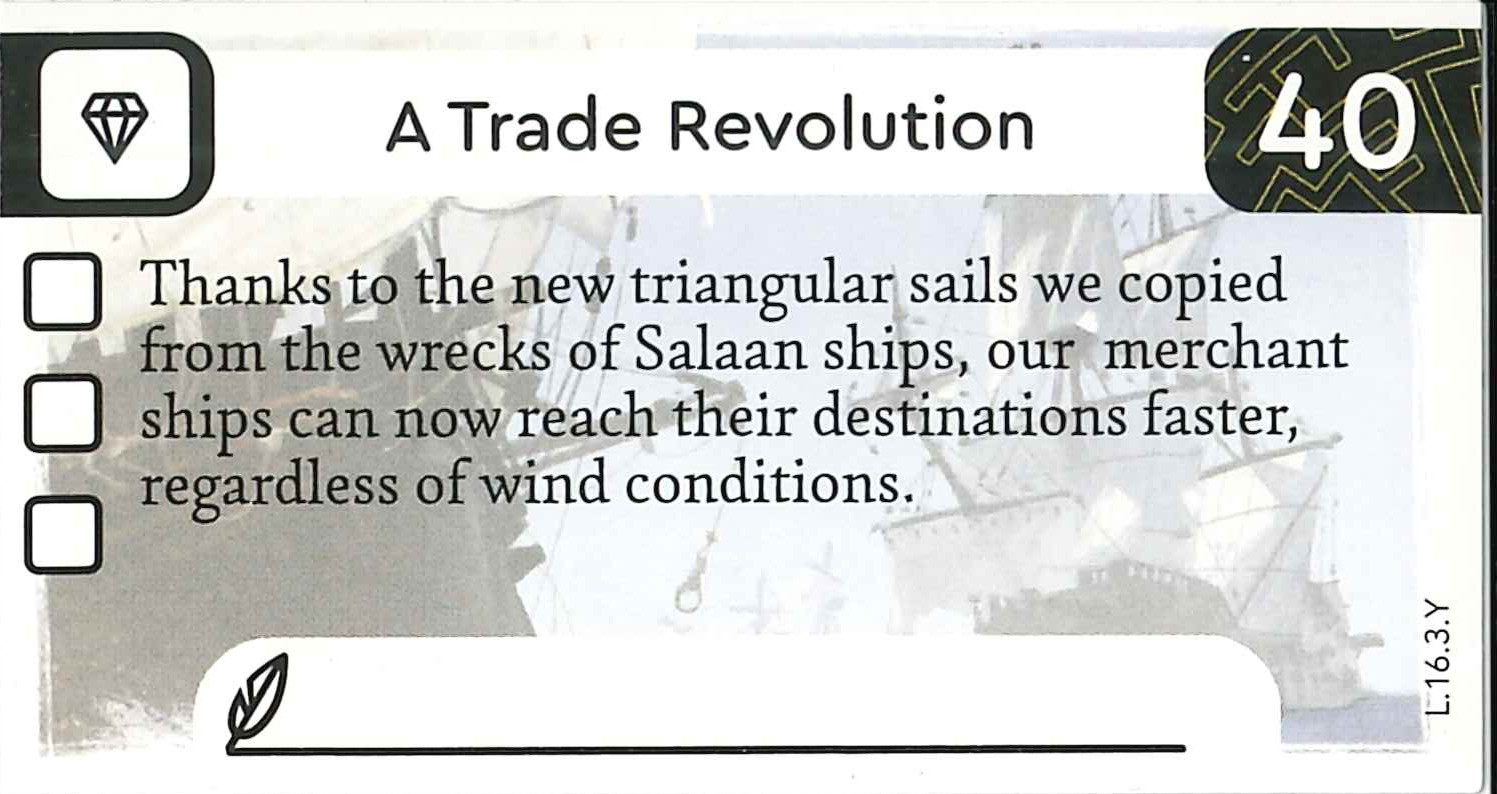 A Trade Revolution
40
Thanks to the new triangular sails we copied
from the wrecks of Salaan ships, our merchant
ships can now reach their destinations faster,
regardless of wind conditions.
L.16.3.Y